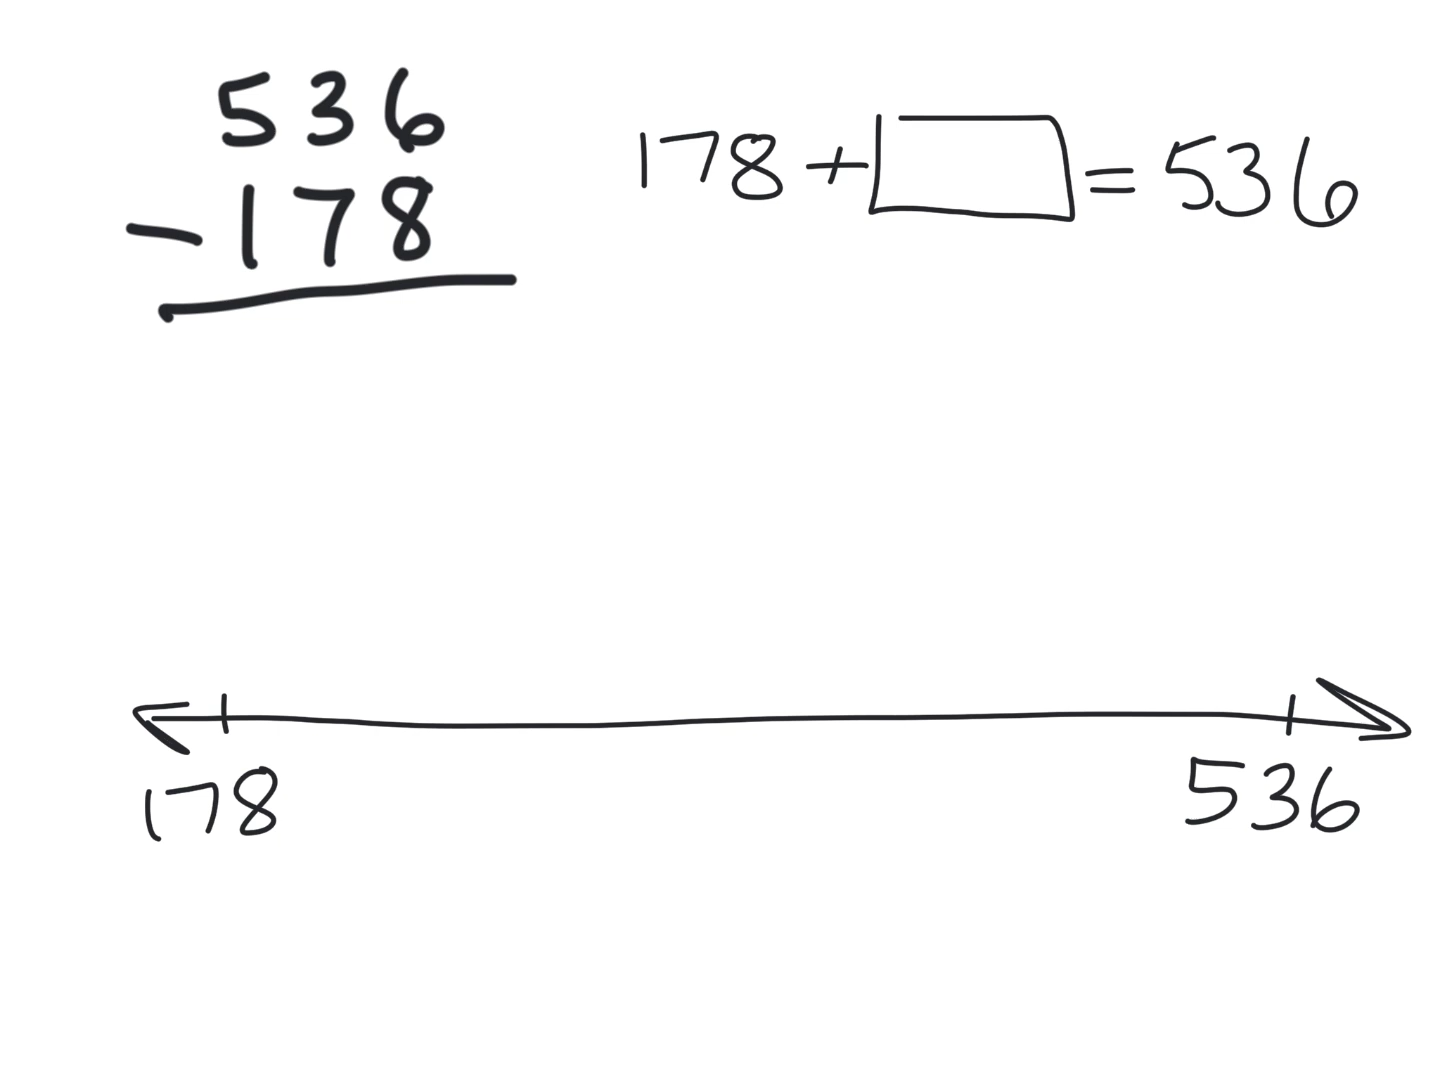 536
- 178
178 + □ = 536
178 536